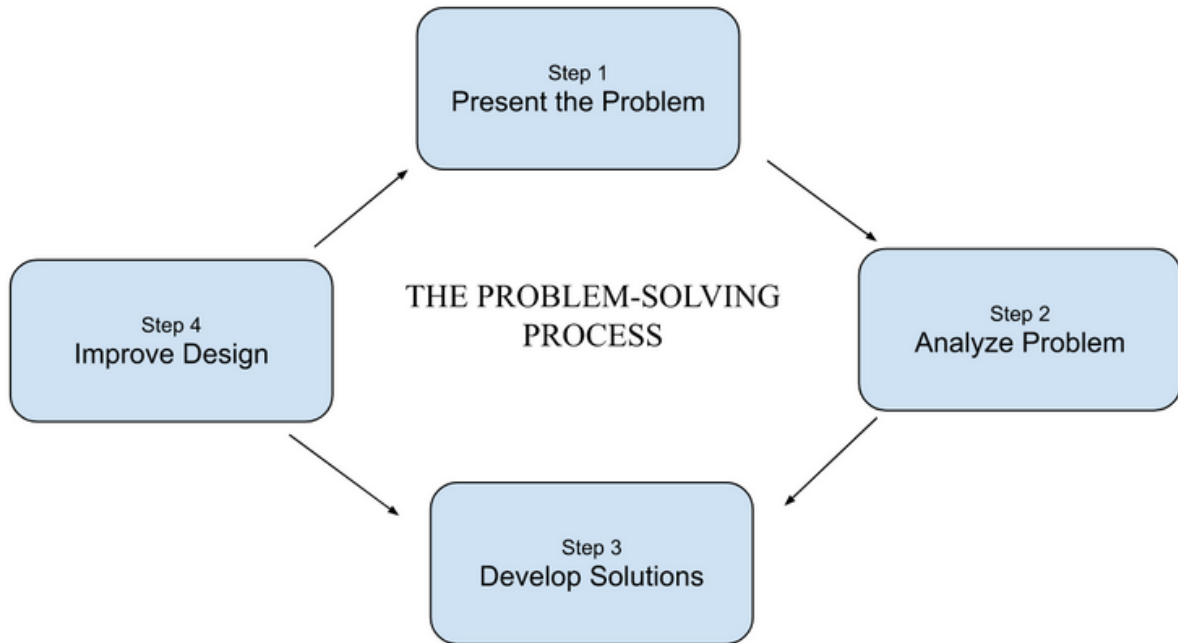 Step 1
Present the Problem
THE PROBLEM-SOLVING
PROCESS
Step 2
Analyze Problem
Step 3
Develop Solutions
Step 4
Improve Design